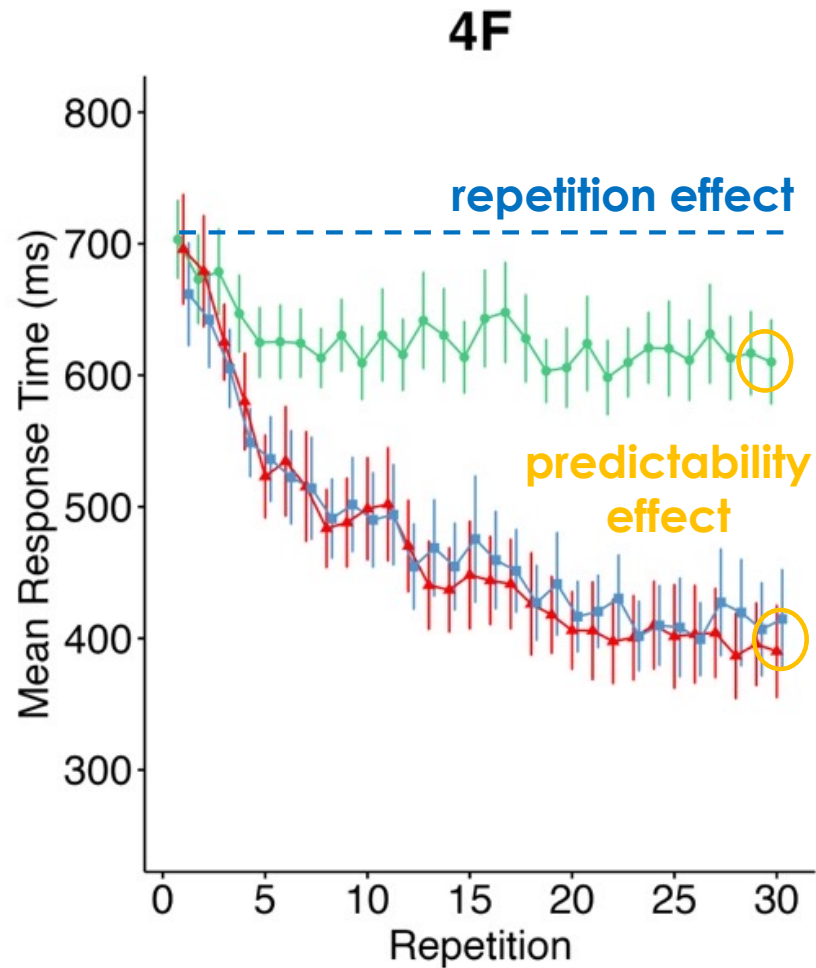 4F
800
repetition effect
700
600
predictability
effect
500
400
300
Mean Response Time (ms)
0 5 10 15 20 25 30
Repetition